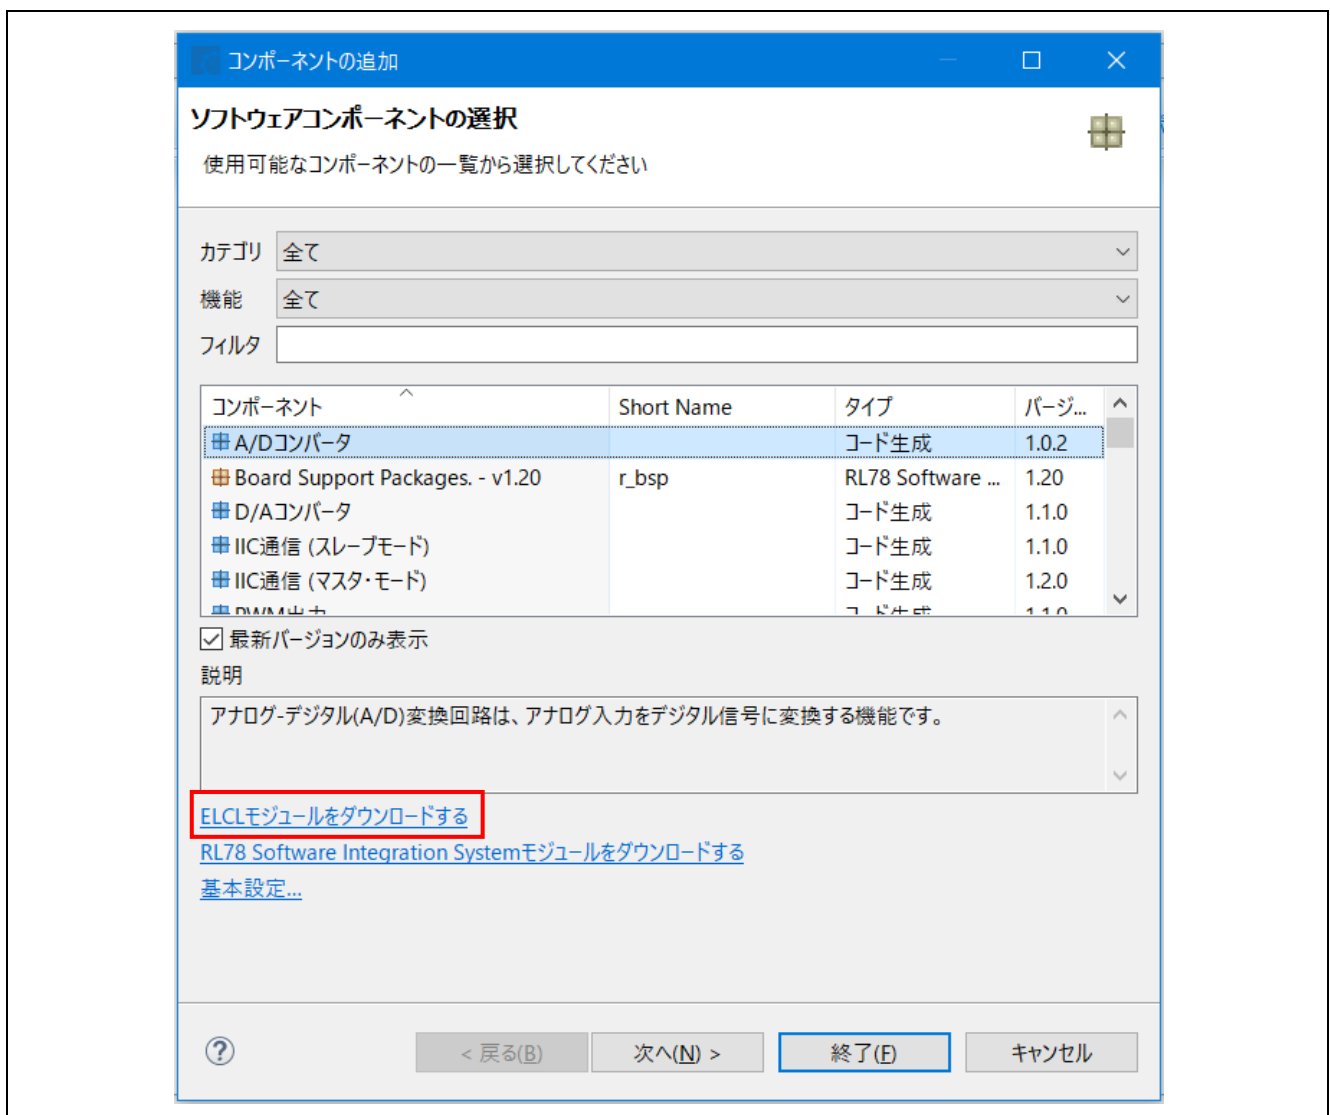 コンポーネントの追加
ソフトウェアコンポーネントの選択
使用可能なコンポーネントの一覧から選択してください
カテゴリ 全て
機能 全て
フィルタ
コンポーネント Short Name タイプ バージ...
A/Dコンバータ コード生成 1.0.2
Board Support Packages. - v1.20 r_bsp RL78 Software ... 1.20
D/Aコンバータ コード生成 1.1.0
IIC通信 (スレーブモード) コード生成 1.1.0
IIC通信 (マスタ・モード) コード生成 1.2.0
PWM出力 コード生成 1.1.0
最新バージョンのみ表示
説明
アナログ-デジタル(A/D)変換回路は、アナログ入力をデジタル信号に変換する機能です。
ELCLモジュールをダウンロードする
RL78 Software Integration Systemモジュールをダウンロードする
基本設定...
< 戻る(B) 次へ(N) > 終了(F) キャンセル